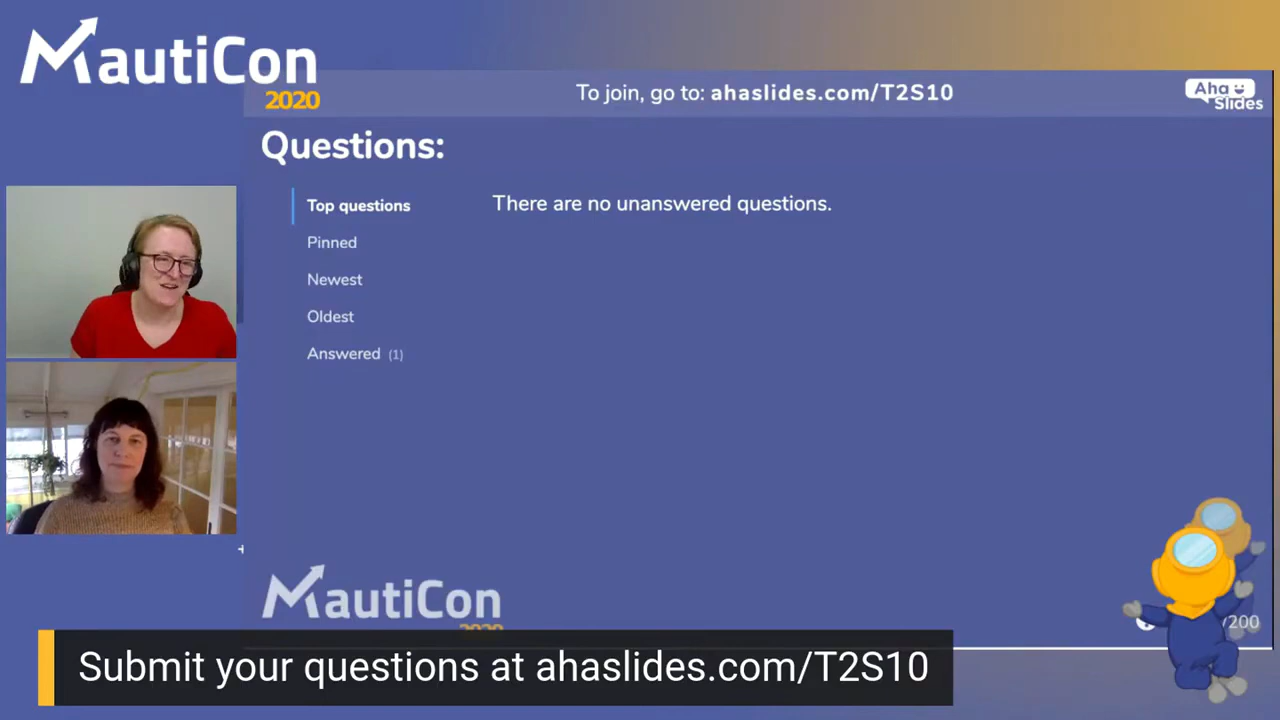 MautiCon
2020
To join, go to: ahaslides.com/T2S10
Aha
Slides
Questions:
Top questions
There are no unanswered questions.
Pinned
Newest
Oldest
Answered (1)
MautiCon
2020
/200
Submit your questions at ahaslides.com/T2S10